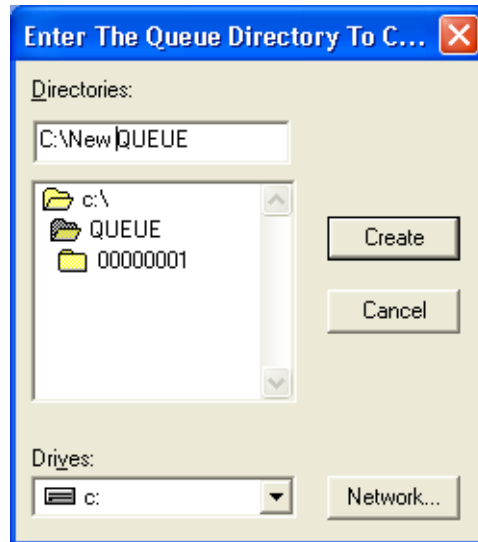 Enter The Queue Directory To C...
Directories:
C:\New QUEUE
c:\
QUEUE
00000001
Create
Cancel
Drives:
c:
Network...